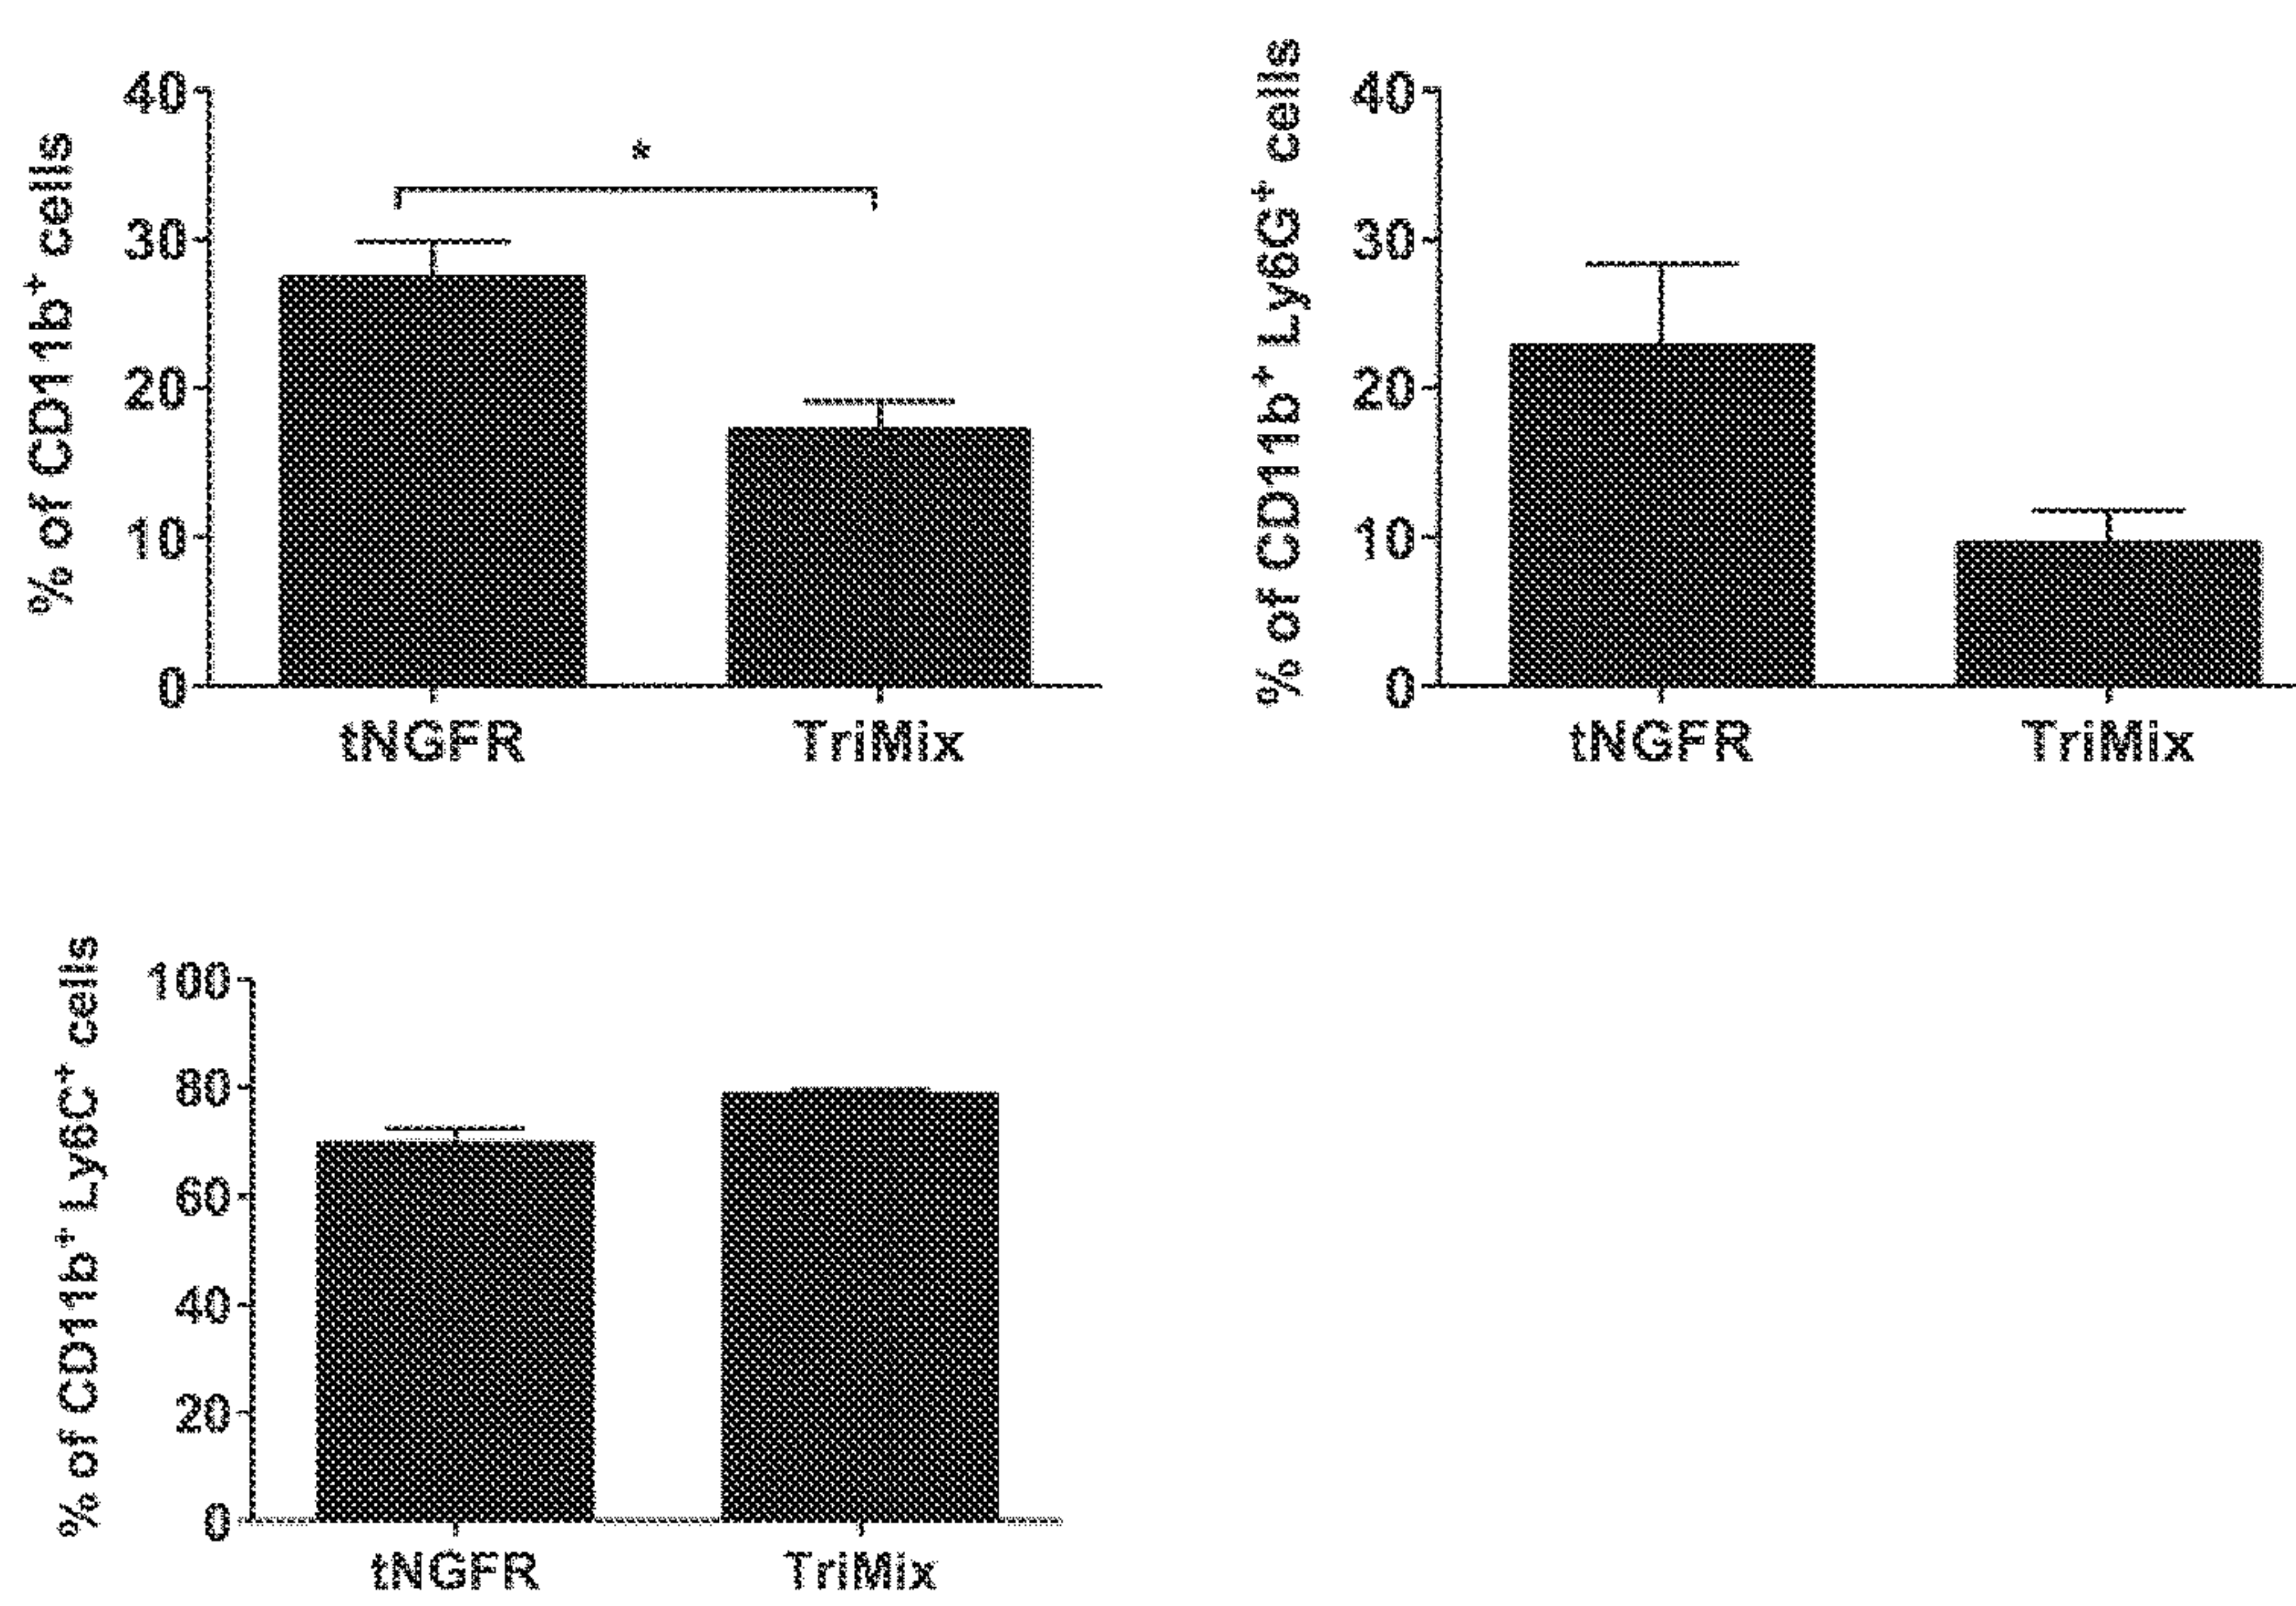 % of CD11b⁺ cells
40
30
20
10
0
*
tNGFR
TriMix
% of CD11b⁺ Ly6G⁺ cells
40
30
20
10
0
tNGFR
TriMix
% of CD11b⁺ Ly6C⁺ cells
100
80
60
40
20
0
tNGFR
TriMix